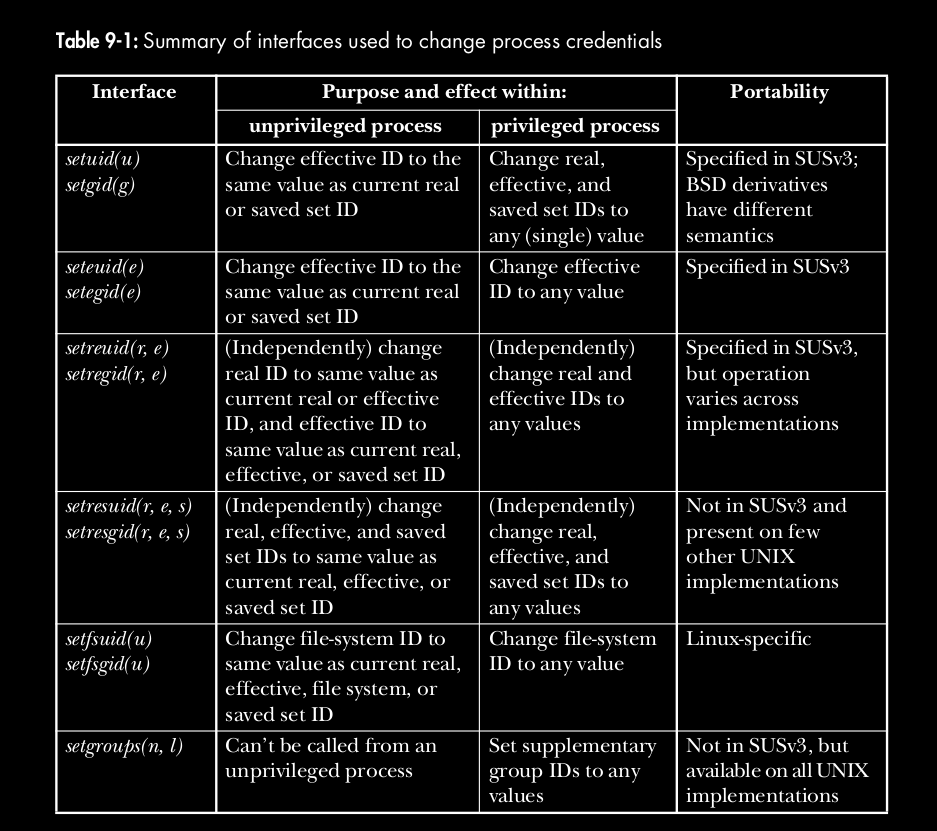 Table 9-1: Summary of interfaces used to change process credentials
Interface
Purpose and effect within:
Portability
unprivileged process
privileged process
setuid(u)
setgid(g)
Change effective ID to the
same value as current real
or saved set ID
Change real,
effective, and
saved set IDs to
any (single) value
Specified in SUSv3;
BSD derivatives
have different
semantics
seteuid(e)
setegid(e)
Change effective ID to the
same value as current real
or saved set ID
Change effective
ID to any value
Specified in SUSv3
setreuid(r, e)
setregid(r, e)
(Independently) change
real ID to same value as
current real or effective
ID, and effective ID to
same value as current real,
effective, or saved set ID
(Independently)
change real and
effective IDs to
any values
Specified in SUSv3,
but operation
varies across
implementations
setresuid(r, e, s)
setresgid(r, e, s)
(Independently) change
real, effective, and saved
set IDs to same value as
current real, effective, or
saved set ID
(Independently)
change real,
effective, and
saved set IDs to
any values
Not in SUSv3 and
present on few
other UNIX
implementations
setfsuid(u)
setfsgid(u)
Change file-system ID to
same value as current real,
effective, file system, or
saved set ID
Change file-system
ID to any value
Linux-specific
setgroups(n, l)
Can’t be called from an
unprivileged process
Set supplementary
group IDs to any
values
Not in SUSv3, but
available on all UNIX
implementations